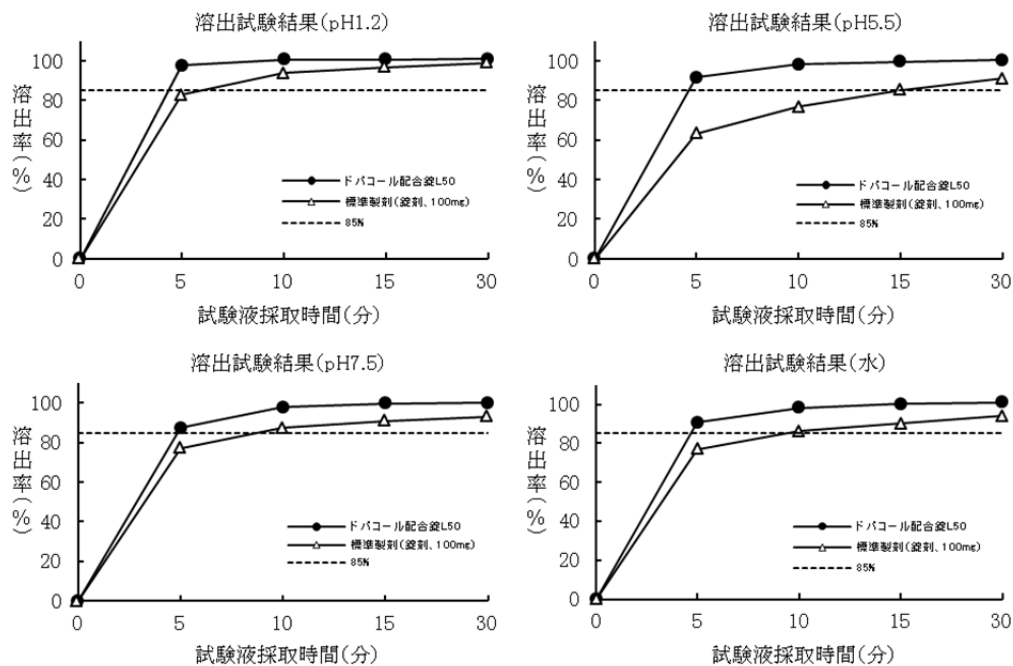 溶出試験結果(pH1.2)
溶出率(%)
100
80
60
40
20
0
ドパコール配合錠L50
標準製剤(錠剤、100mg)
85%
0 5 10 15 30
試験液採取時間(分)
溶出試験結果(pH5.5)
溶出率(%)
100
80
60
40
20
0
ドパコール配合錠L50
標準製剤(錠剤、100mg)
85%
0 5 10 15 30
試験液採取時間(分)
溶出試験結果(pH7.5)
溶出率(%)
100
80
60
40
20
0
ドパコール配合錠L50
標準製剤(錠剤、100mg)
85%
0 5 10 15 30
試験液採取時間(分)
溶出試験結果(水)
溶出率(%)
100
80
60
40
20
0
ドパコール配合錠L50
標準製剤(錠剤、100mg)
85%
0 5 10 15 30
試験液採取時間(分)